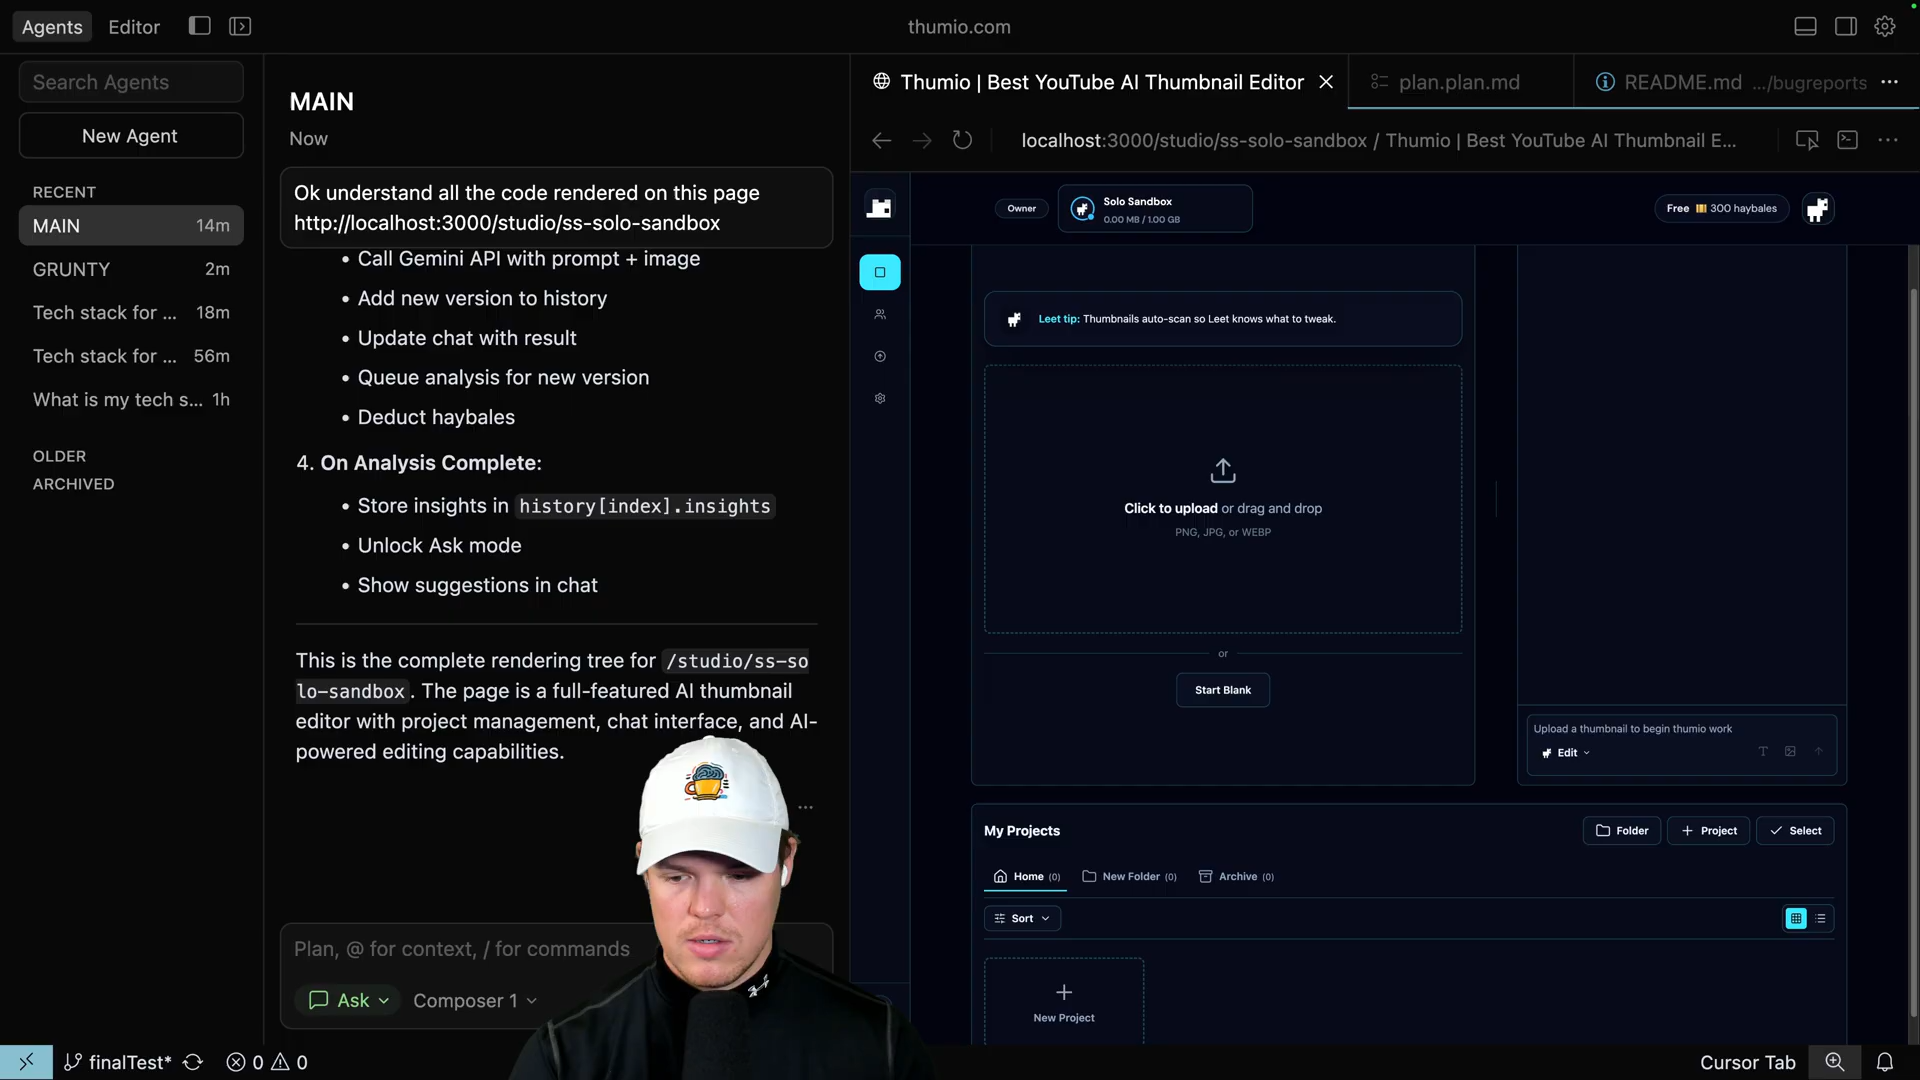 Agents
Editor
thumio.com
Search Agents
New Agent
RECENT
MAIN 14m
GRUNTY 2m
Tech stack for ... 18m
Tech stack for ... 56m
What is my tech s... 1h
OLDER
ARCHIVED
MAIN
Now
Ok understand all the code rendered on this page
http://localhost:3000/studio/ss-solo-sandbox
• Call Gemini API with prompt + image
• Add new version to history
• Update chat with result
• Queue analysis for new version
• Deduct haybales
4. On Analysis Complete:
• Store insights in history[index].insights
• Unlock Ask mode
• Show suggestions in chat
This is the complete rendering tree for /studio/ss-so
lo-sandbox. The page is a full-featured AI thumbnail
editor with project management, chat interface, and AI-
powered editing capabilities.
Plan, @ for context, / for commands
Ask
Composer 1
Thumio | Best YouTube AI Thumbnail Editor
plan.plan.md
README.md .../bugreports
localhost:3000/studio/ss-solo-sandbox / Thumio | Best YouTube AI Thumbnail E...
Owner
Solo Sandbox
0.00 MB / 1.00 GB
Free 300 haybales
Leet tip: Thumbnails auto-scan so Leet knows what to tweak.
Click to upload or drag and drop
PNG, JPG, or WEBP
or
Start Blank
Upload a thumbnail to begin thumio work
Edit
My Projects
Folder
Project
Select
Home (0)
New Folder (0)
Archive (0)
Sort
New Project
finalTest*
0
0
Cursor Tab